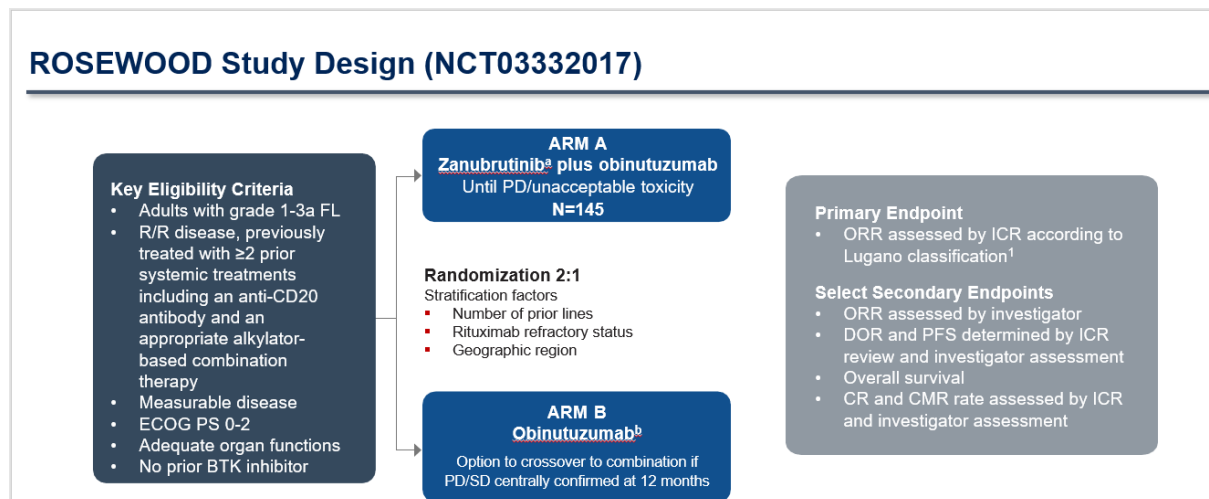 ROSEWOOD Study Design (NCT03332017)
Key Eligibility Criteria
• Adults with grade 1-3a FL
• R/R disease, previously
treated with ≥2 prior
systemic treatments
including an anti-CD20
antibody and an
appropriate alkylator-
based combination
therapy
• Measurable disease
• ECOG PS 0-2
• Adequate organ functions
• No prior BTK inhibitor
ARM A
Zanubrutinibᵃ plus obinutuzumab
Until PD/unacceptable toxicity
N=145
Randomization 2:1
Stratification factors
▪ Number of prior lines
▪ Rituximab refractory status
▪ Geographic region
ARM B
Obinutuzumabᵇ
Option to crossover to combination if
PD/SD centrally confirmed at 12 months
Primary Endpoint
• ORR assessed by ICR according to
Lugano classification¹
Select Secondary Endpoints
• ORR assessed by investigator
• DOR and PFS determined by ICR
review and investigator assessment
• Overall survival
• CR and CMR rate assessed by ICR
and investigator assessment